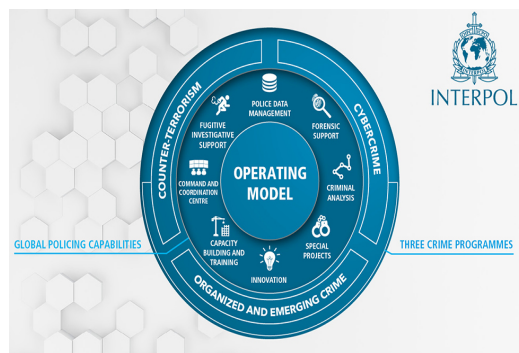 INTERPOL
COUNTER-TERRORISM
CYBERCRIME
POLICE DATA
MANAGEMENT
FUGITIVE
INVESTIGATIVE
SUPPORT
FORENSIC
SUPPORT
COMMAND AND
COORDINATION
CENTRE
OPERATING
MODEL
CRIMINAL
ANALYSIS
CAPACITY
BUILDING AND
TRAINING
SPECIAL
PROJECTS
INNOVATION
GLOBAL POLICING CAPABILITIES
THREE CRIME PROGRAMMES
ORGANIZED AND EMERGING CRIME